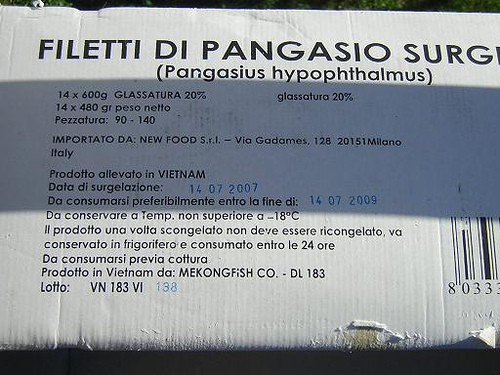 FILETTI DI PANGASIO SURGE
(Pangasius hypophthalmus)
14 x 600g GLASSATURA 20% glassatura 20%
14 x 480 gr peso netto
Pezzatura: 90 - 140
IMPORTATO DA: NEW FOOD S.r.l. – Via Gadames, 128 20151Milano
Italy
Prodotto allevato in VIETNAM
Data di surgelazione: 14 07 2007
Da consumarsi preferibilmente entro la fine di: 14 07 2009
Da conservare a Temp. non superiore a –18°C
Il prodotto una volta scongelato non deve essere ricongelato, va
conservato in frigorifero e consumato entro le 24 ore
Da consumarsi previa cottura
Prodotto in Vietnam da: MEKONGFiSH CO. - DL 183
Lotto: VN 183 VI 138
8 0333